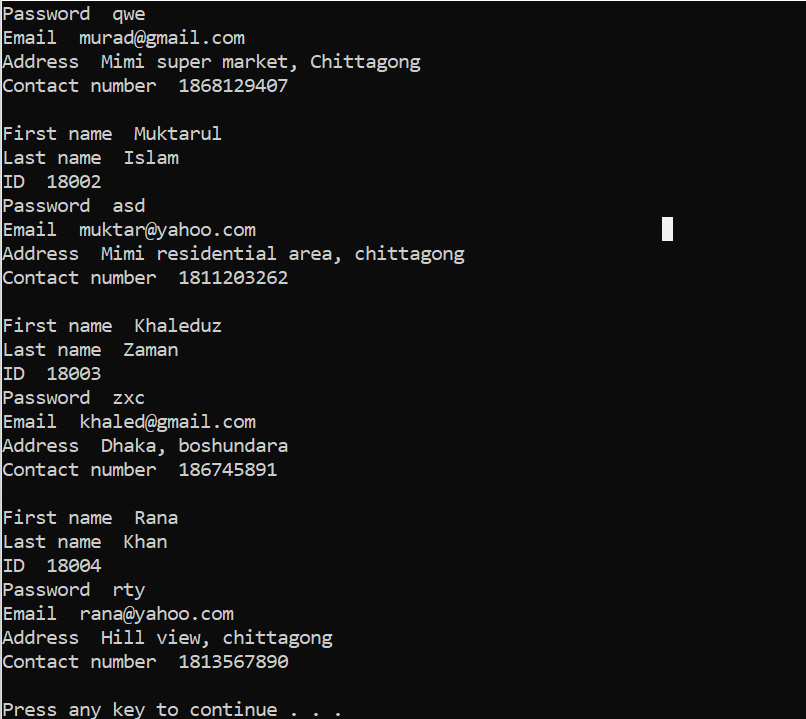 Password  qwe
Email  murad@gmail.com
Address  Mimi super market, Chittagong
Contact number  1868129407

First name  Muktarul
Last name  Islam
ID  18002
Password  asd
Email  muktar@yahoo.com
Address  Mimi residential area, chittagong
Contact number  1811203262

First name  Khaleduz
Last name  Zaman
ID  18003
Password  zxc
Email  khaled@gmail.com
Address  Dhaka, boshundara
Contact number  186745891

First name  Rana
Last name  Khan
ID  18004
Password  rty
Email  rana@yahoo.com
Address  Hill view, chittagong
Contact number  1813567890

Press any key to continue . . .